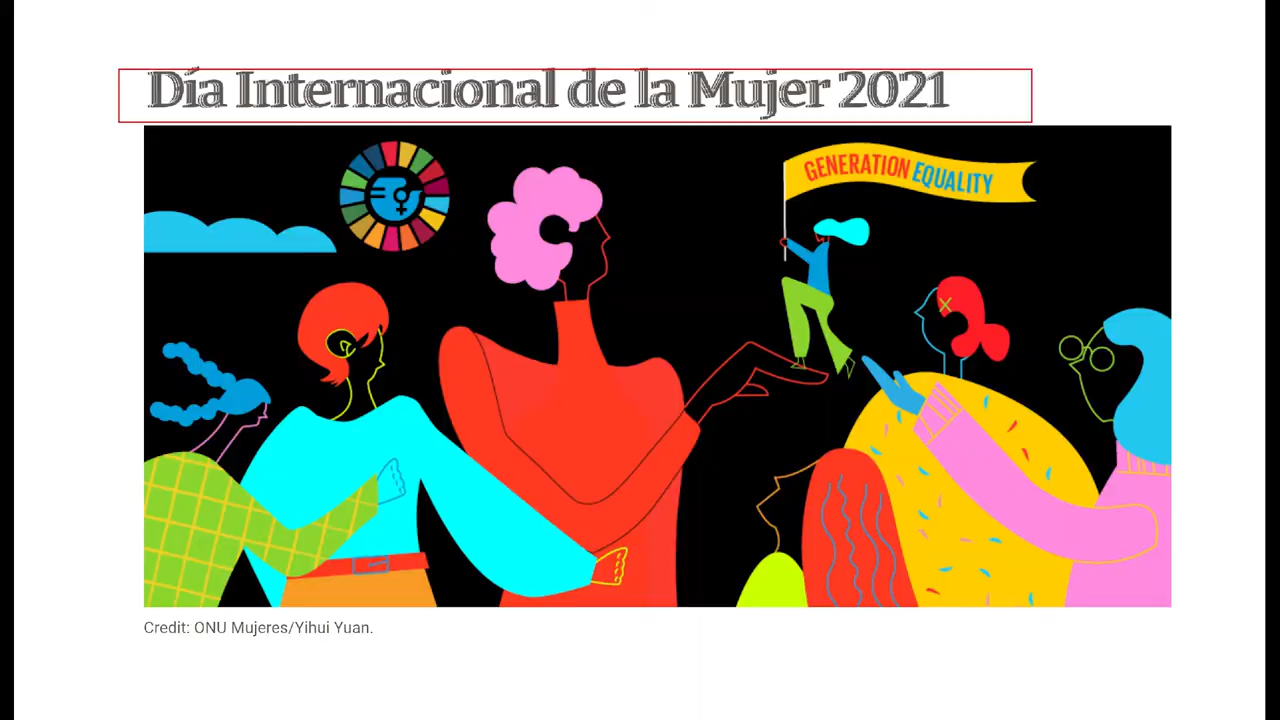 Día Internacional de la Mujer 2021
GENERATION EQUALITY
Credit: ONU Mujeres/Yihui Yuan.